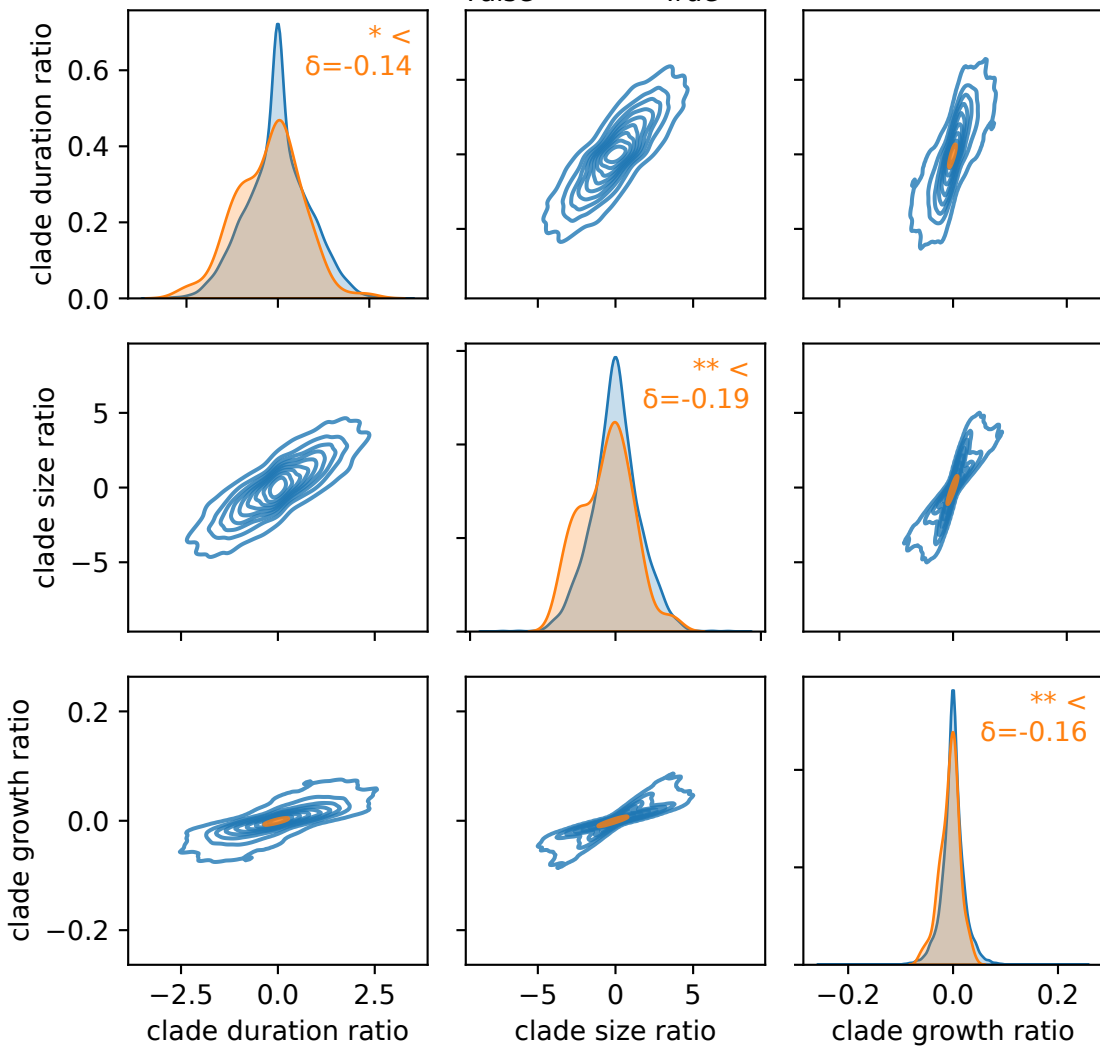 clade duration ratio
0.6
0.4
0.2
0.0
* <
δ=-0.14
clade size ratio
5
0
−5
** <
δ=-0.19
clade growth ratio
0.2
0.0
−0.2
** <
δ=-0.16
−2.5 0.0 2.5
clade duration ratio
−5 0 5
clade size ratio
−0.2 0.0 0.2
clade growth ratio